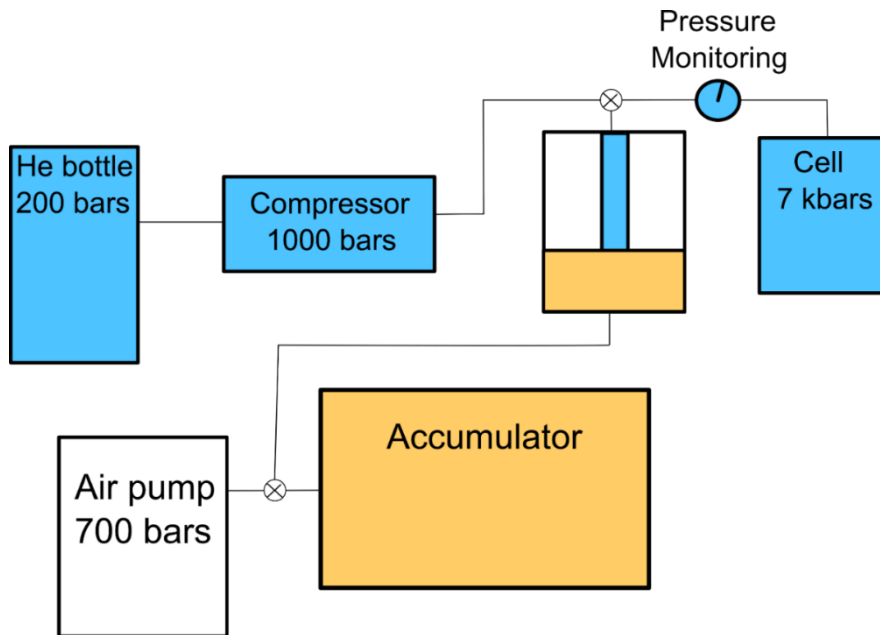 Pressure
Monitoring
He bottle
200 bars
Compressor
1000 bars
Cell
7 kbars
Air pump
700 bars
Accumulator